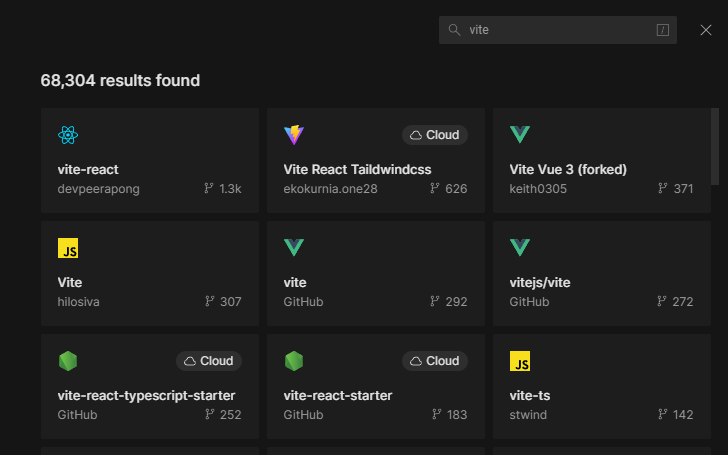 vite
/
68,304 results found
vite-react
devpeerapong 1.3k
Cloud
Vite React Taildwindcss
ekokurnia.one28 626
Vite Vue 3 (forked)
keith0305 371
JS
Vite
hilosiva 307
vite
GitHub 292
vitejs/vite
GitHub 272
Cloud
vite-react-typescript-starter
GitHub 252
Cloud
vite-react-starter
GitHub 183
JS
vite-ts
stwind 142